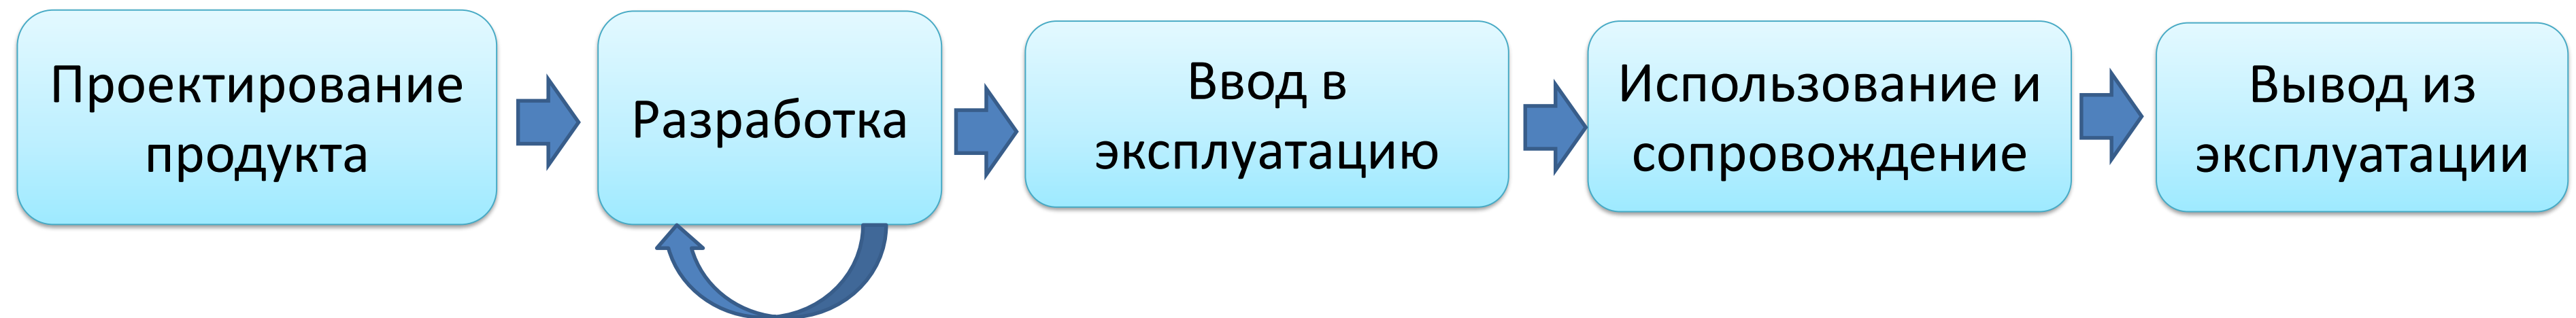 Проектирование
продукта
Разработка
Ввод в
эксплуатацию
Использование и
сопровождение
Вывод из
эксплуатации